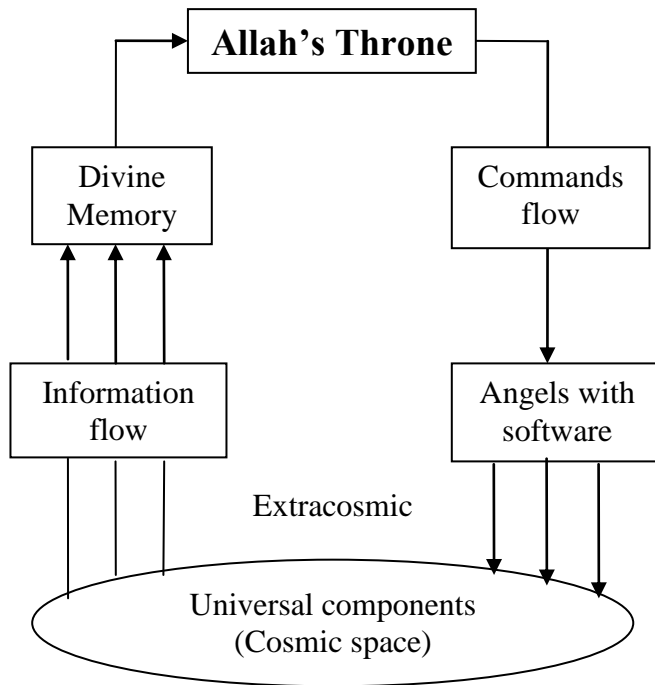 Allah's Throne
Divine
Memory
Commands
flow
Information
flow
Angels with
software
Extracosmic
Universal components
(Cosmic space)